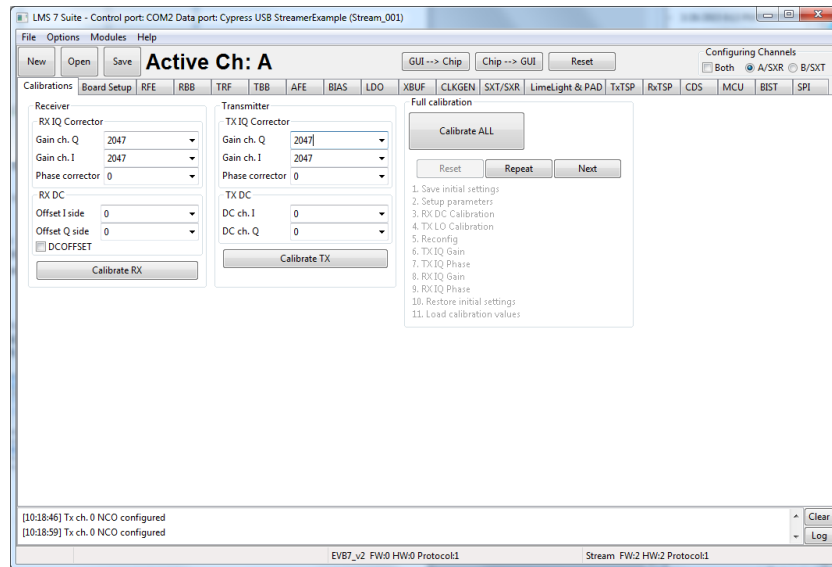 LMS 7 Suite - Control port: COM2 Data port: Cypress USB StreamerExample (Stream_001)
File Options Modules Help
New Open Save Active Ch: A GUI --> Chip Chip --> GUI Reset Configuring Channels
Both A/SXR B/SXT
Calibrations Board Setup RFE RBB TRF TBB AFE BIAS LDO XBUF CLKGEN SXT/SXR LimeLight & PAD TxTSP RxTSP CDS MCU BIST SPI
Receiver
RX IQ Corrector
Gain ch. Q 2047
Gain ch. I 2047
Phase corrector 0
RX DC
Offset I side 0
Offset Q side 0
DCOFFSET
Calibrate RX
Transmitter
TX IQ Corrector
Gain ch. Q 2047
Gain ch. I 2047
Phase corrector 0
TX DC
DC ch. I 0
DC ch. Q 0
Calibrate TX
Full calibration
Calibrate ALL
Reset Repeat Next
1. Save initial settings
2. Setup parameters
3. RX DC Calibration
4. TX LO Calibration
5. Reconfig
6. TX IQ Gain
7. TX IQ Phase
8. RX IQ Gain
9. RX IQ Phase
10. Restore initial settings
11. Load calibration values
[10:18:46] Tx ch. 0 NCO configured
[10:18:59] Tx ch. 0 NCO configured
Clear
Log
EVB7_v2 FW:0 HW:0 Protocol:1 Stream FW:2 HW:2 Protocol:1